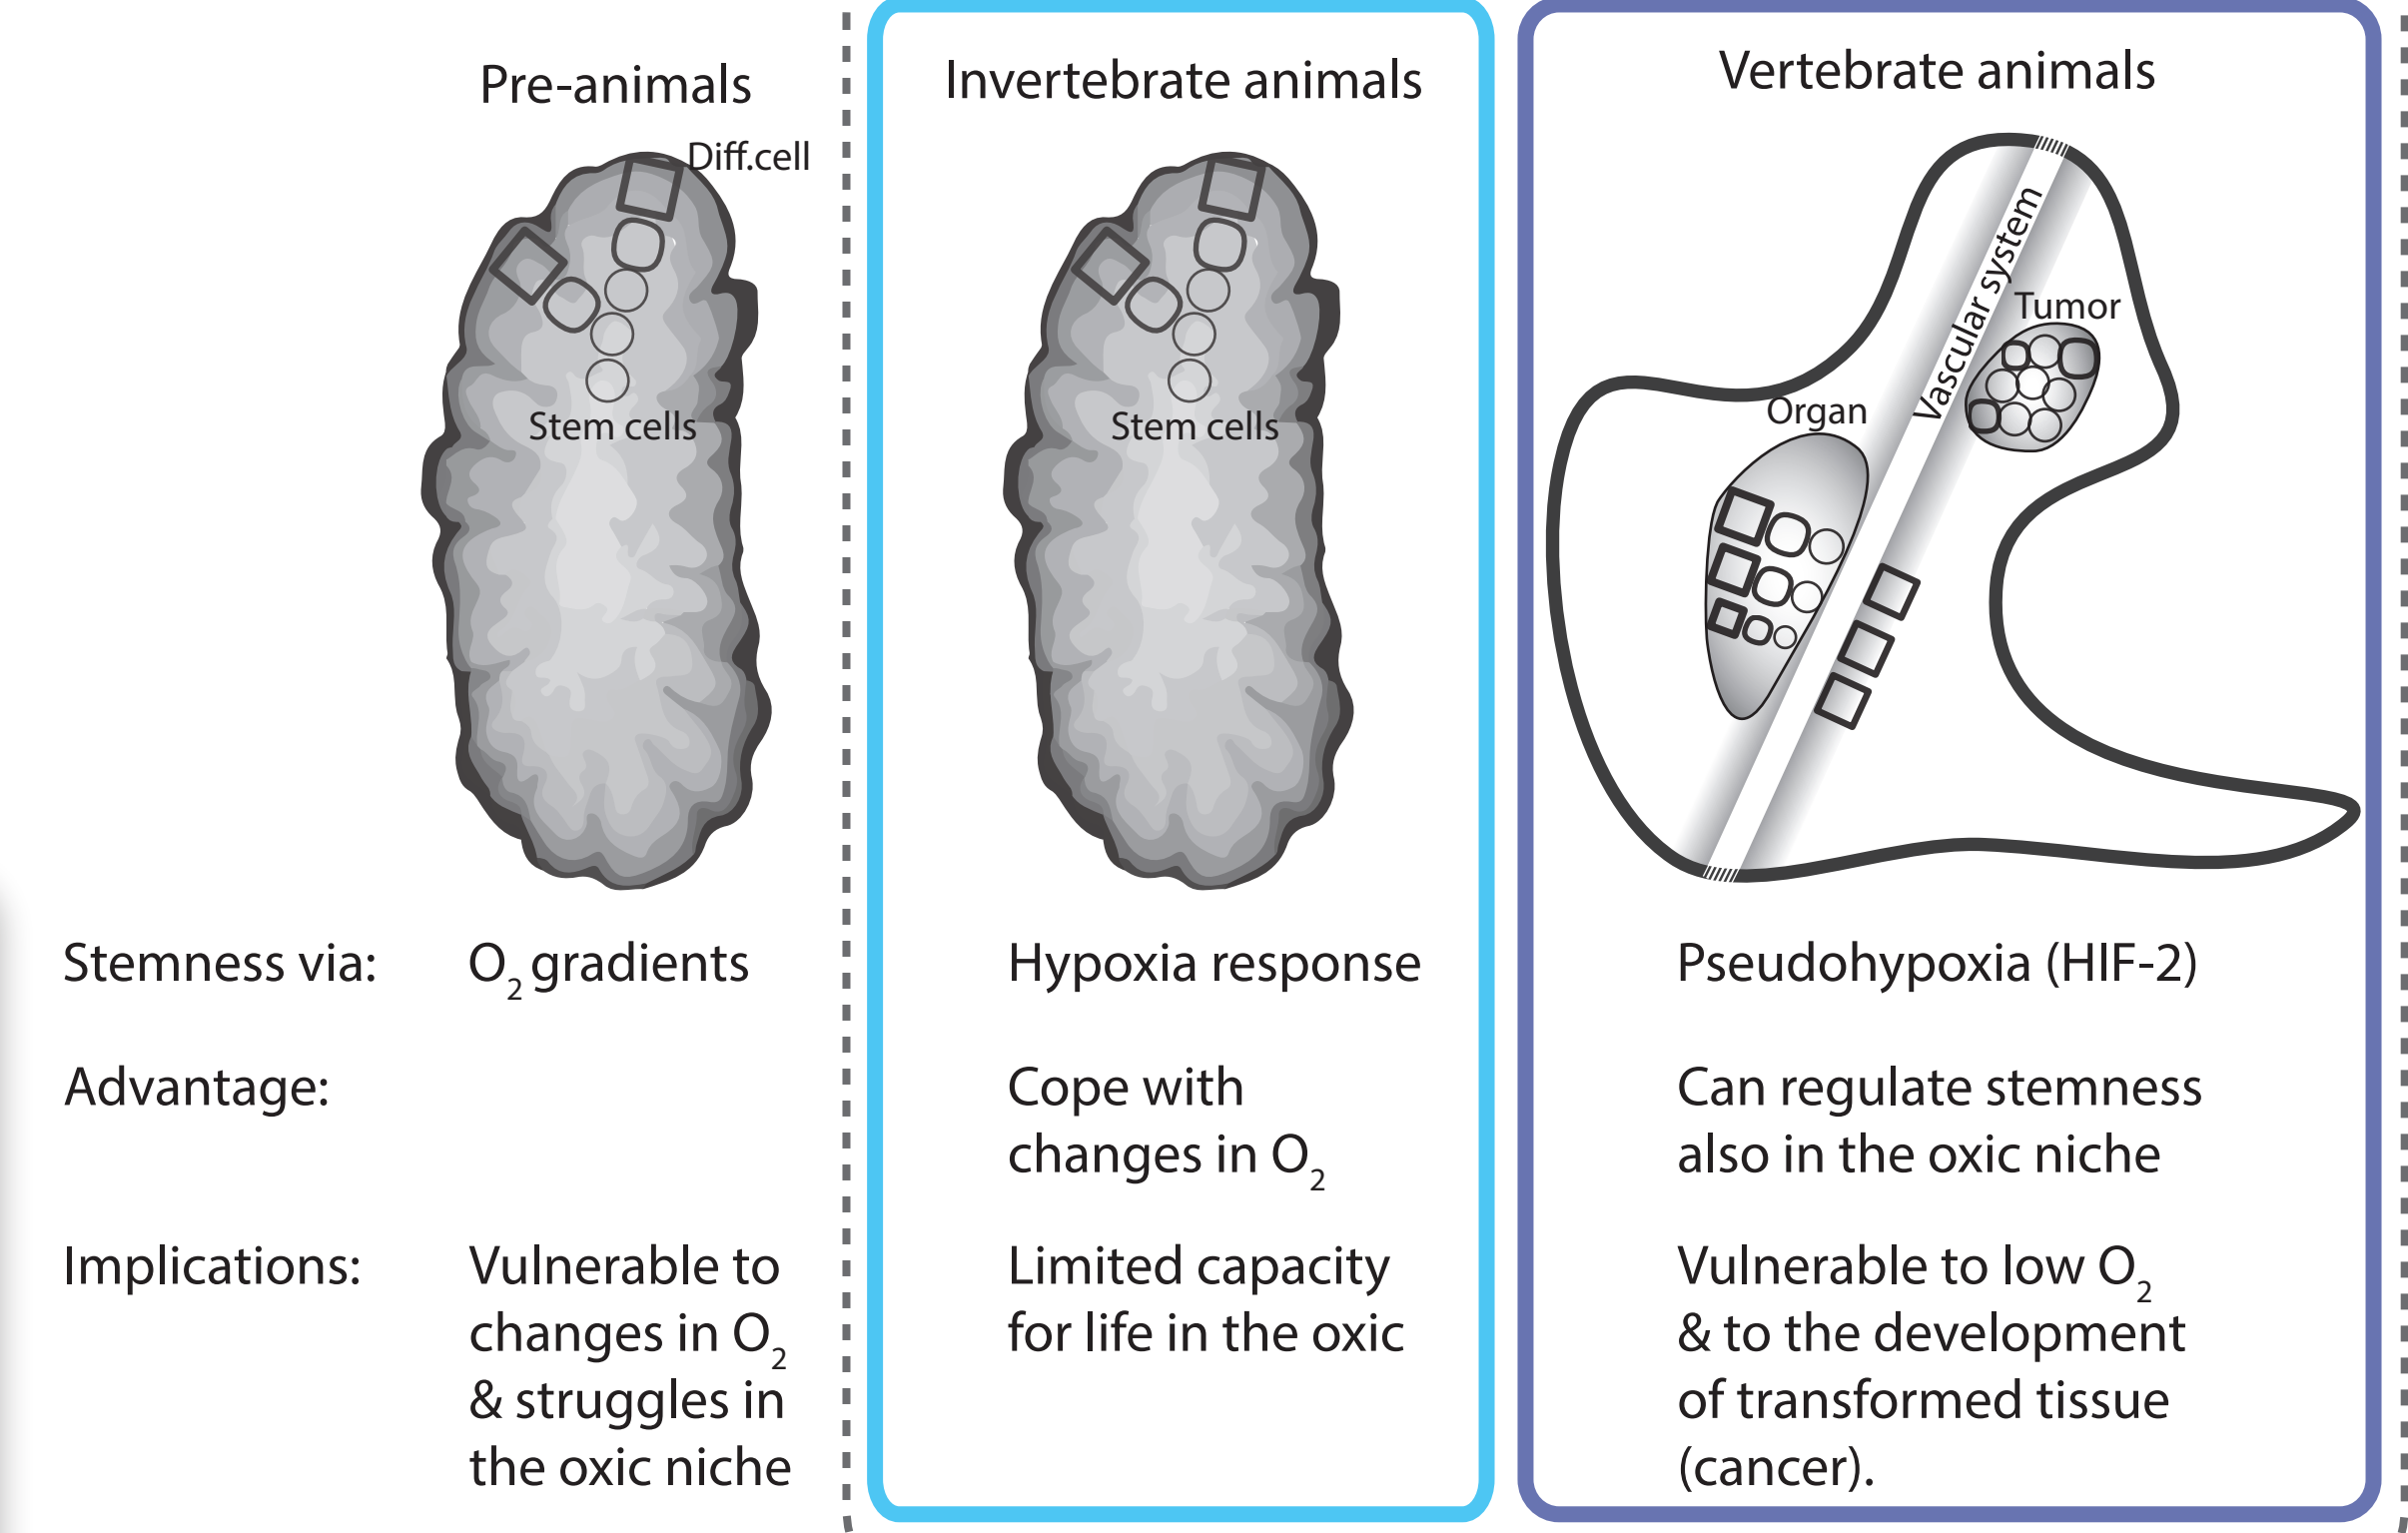 Pre-animals
Invertebrate animals
Vertebrate animals
Diff.cell
Stem cells
Stem cells
Vascular system
Tumor
Organ
Stemness via:
O2 gradients
Hypoxia response
Pseudohypoxia (HIF-2)
Advantage:
Cope with
changes in O2
Can regulate stemness
also in the oxic niche
Implications:
Vulnerable to
changes in O2
& struggles in
the oxic niche
Limited capacity
for life in the oxic
Vulnerable to low O2
& to the development
of transformed tissue
(cancer).